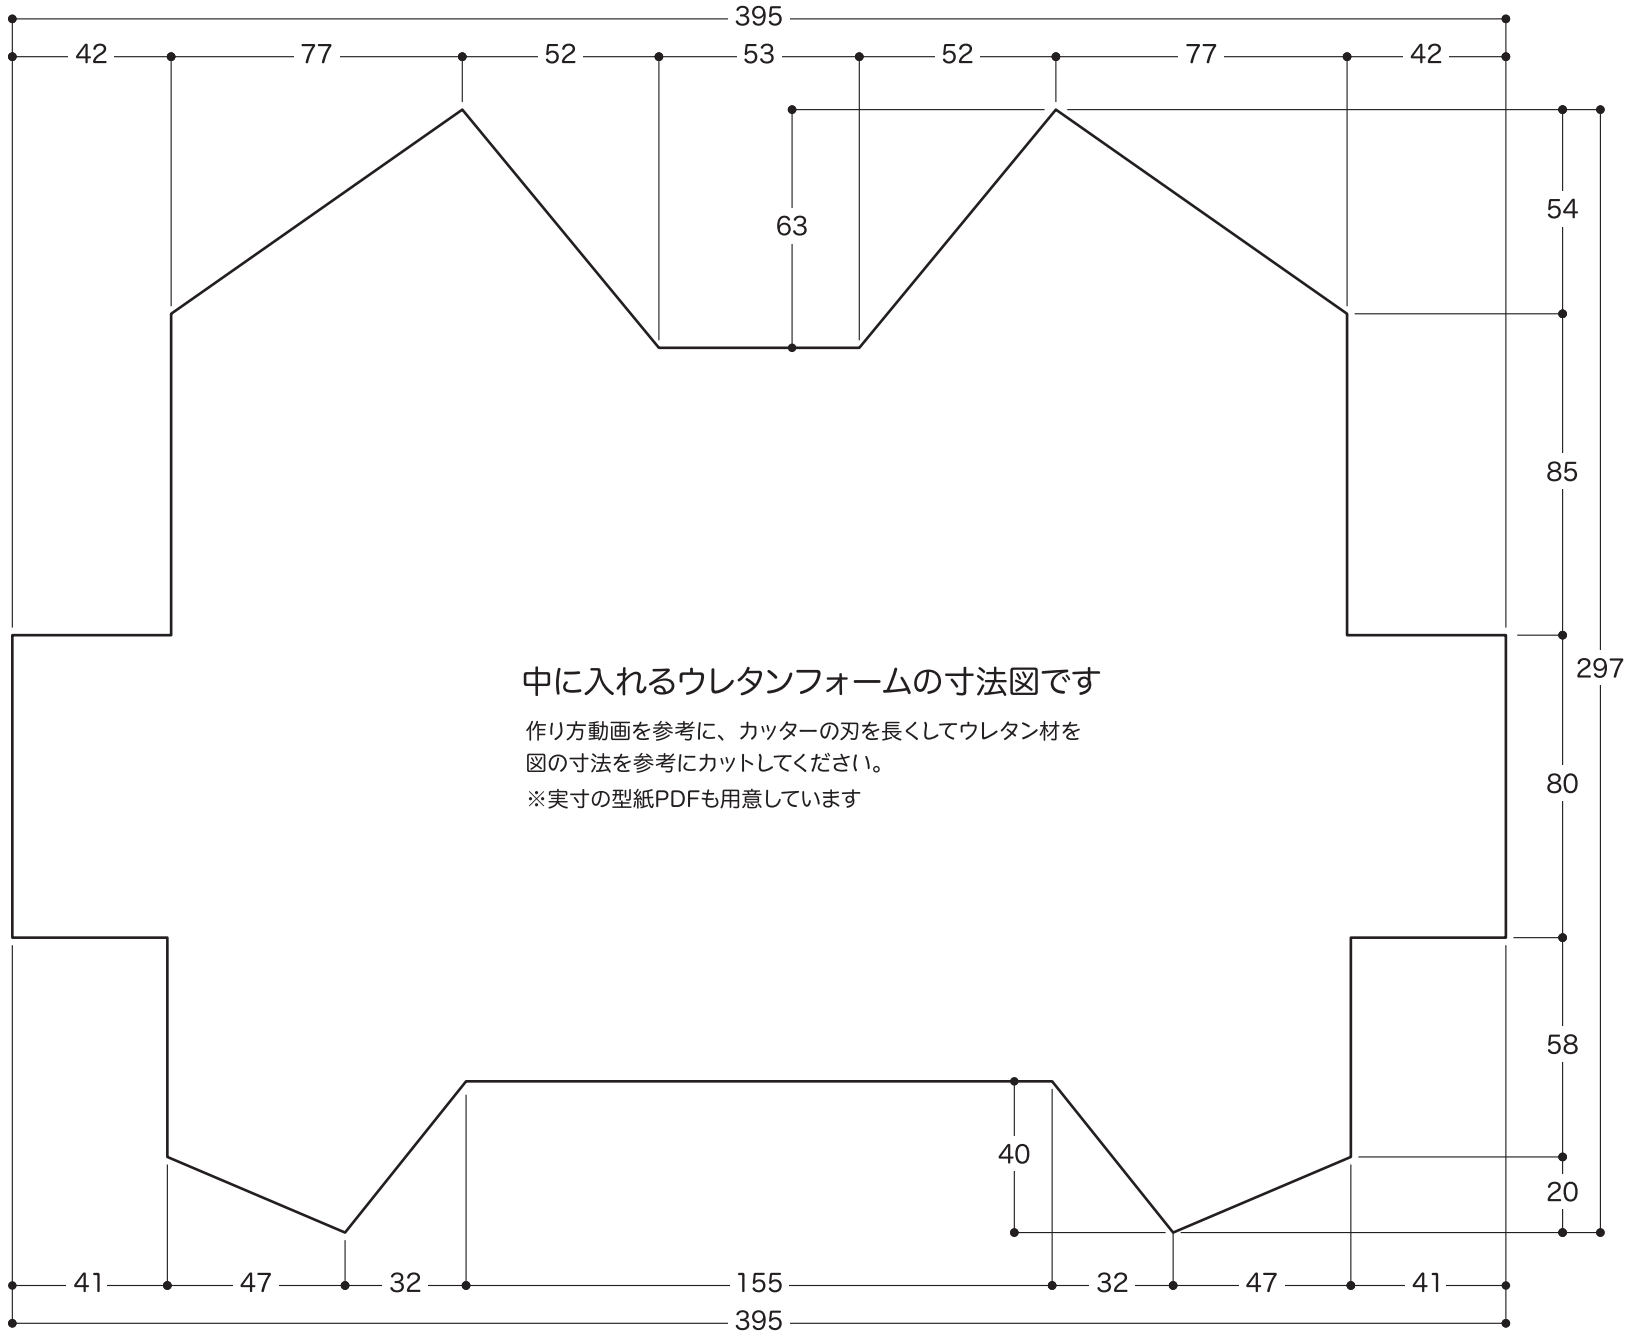 395
42 77 52 53 52 77 42
63
54
85
297
中に入れるウレタンフォームの寸法図です
作り方動画を参考に、カッターの刃を長くしてウレタン材を
図の寸法を参考にカットしてください。
※実寸の型紙PDFも用意しています
80
58
40
20
41 47 32 155 32 47 41
395